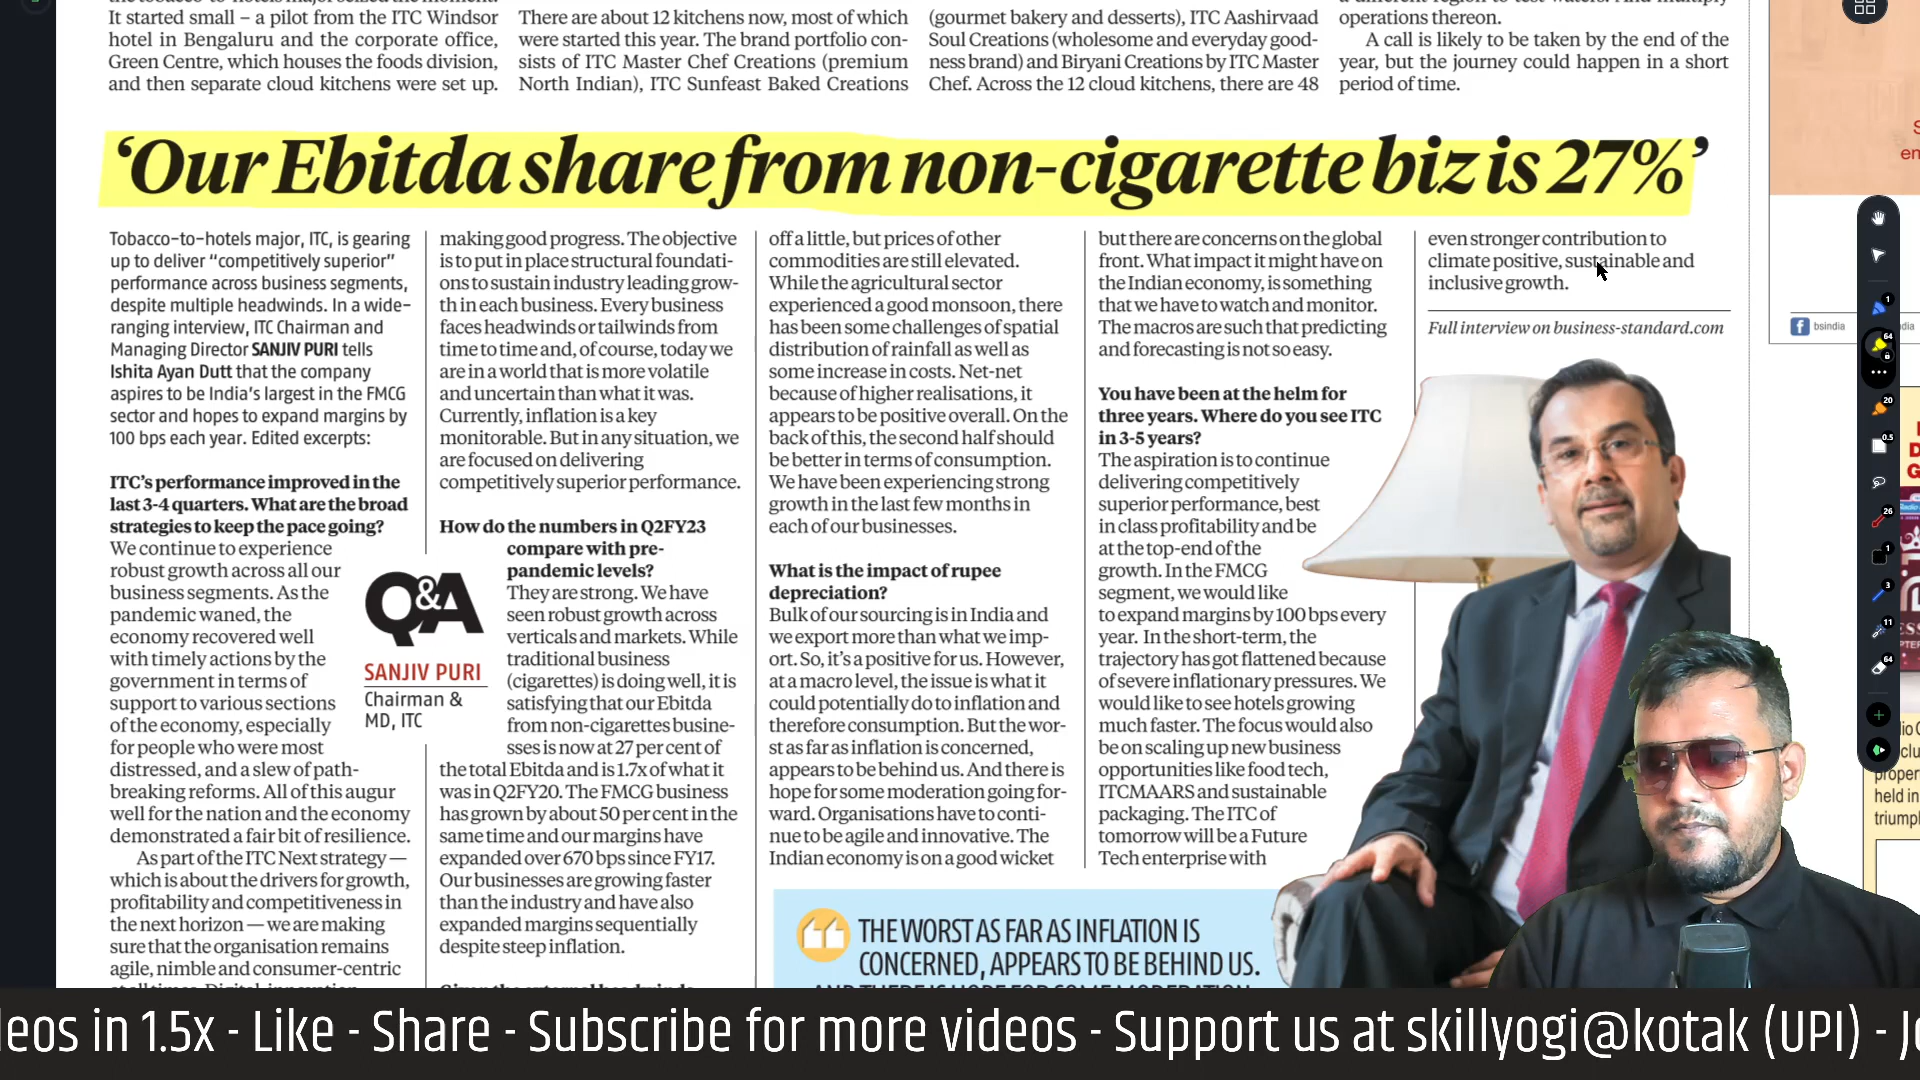 It started small – a pilot from the ITC Windsor
hotel in Bengaluru and the corporate office,
Green Centre, which houses the foods division,
and then separate cloud kitchens were set up.
There are about 12 kitchens now, most of which
were started this year. The brand portfolio con-
sists of ITC Master Chef Creations (premium
North Indian), ITC Sunfeast Baked Creations
(gourmet bakery and desserts), ITC Aashirvaad
Soul Creations (wholesome and everyday good-
ness brand) and Biryani Creations by ITC Master
Chef. Across the 12 cloud kitchens, there are 48
operations thereon.
A call is likely to be taken by the end of the
year, but the journey could happen in a short
period of time.
‘Our Ebitda share from non-cigarette biz is 27%’
Tobacco-to-hotels major, ITC, is gearing
up to deliver “competitively superior”
performance across business segments,
despite multiple headwinds. In a wide-
ranging interview, ITC Chairman and
Managing Director SANJIV PURI tells
Ishita Ayan Dutt that the company
aspires to be India’s largest in the FMCG
sector and hopes to expand margins by
100 bps each year. Edited excerpts:
ITC’s performance improved in the
last 3-4 quarters. What are the broad
strategies to keep the pace going?
We continue to experience
robust growth across all our
business segments. As the
pandemic waned, the
economy recovered well
with timely actions by the
government in terms of
support to various sections
of the economy, especially
for people who were most
distressed, and a slew of path-
breaking reforms. All of this augur
well for the nation and the economy
demonstrated a fair bit of resilience.
As part of the ITC Next strategy —
which is about the drivers for growth,
profitability and competitiveness in
the next horizon — we are making
sure that the organisation remains
agile, nimble and consumer-centric
Q&A
SANJIV PURI
Chairman &
MD, ITC
making good progress. The objective
is to put in place structural foundati-
ons to sustain industry leading grow-
th in each business. Every business
faces headwinds or tailwinds from
time to time and, of course, today we
are in a world that is more volatile
and uncertain than what it was.
Currently, inflation is a key
monitorable. But in any situation, we
are focused on delivering
competitively superior performance.
How do the numbers in Q2FY23
compare with pre-
pandemic levels?
They are strong. We have
seen robust growth across
verticals and markets. While
traditional business
(cigarettes) is doing well, it is
satisfying that our Ebitda
from non-cigarettes busine-
sses is now at 27 per cent of
the total Ebitda and is 1.7x of what it
was in Q2FY20. The FMCG business
has grown by about 50 per cent in the
same time and our margins have
expanded over 670 bps since FY17.
Our businesses are growing faster
than the industry and have also
expanded margins sequentially
despite steep inflation.
off a little, but prices of other
commodities are still elevated.
While the agricultural sector
experienced a good monsoon, there
has been some challenges of spatial
distribution of rainfall as well as
some increase in costs. Net-net
because of higher realisations, it
appears to be positive overall. On the
back of this, the second half should
be better in terms of consumption.
We have been experiencing strong
growth in the last few months in
each of our businesses.
What is the impact of rupee
depreciation?
Bulk of our sourcing is in India and
we export more than what we imp-
ort. So, it’s a positive for us. However,
at a macro level, the issue is what it
could potentially do to inflation and
therefore consumption. But the wor-
st as far as inflation is concerned,
appears to be behind us. And there is
hope for some moderation going for-
ward. Organisations have to conti-
nue to be agile and innovative. The
Indian economy is on a good wicket
THE WORST AS FAR AS INFLATION IS
CONCERNED, APPEARS TO BE BEHIND US.
but there are concerns on the global
front. What impact it might have on
the Indian economy, is something
that we have to watch and monitor.
The macros are such that predicting
and forecasting is not so easy.
You have been at the helm for
three years. Where do you see ITC
in 3-5 years?
The aspiration is to continue
delivering competitively
superior performance, best
in class profitability and be
at the top-end of the
growth. In the FMCG
segment, we would like
to expand margins by 100 bps every
year. In the short-term, the
trajectory has got flattened because
of severe inflationary pressures. We
would like to see hotels growing
much faster. The focus would also
be on scaling up new business
opportunities like food tech,
ITCMAARS and sustainable
packaging. The ITC of
tomorrow will be a Future
Tech enterprise with
even stronger contribution to
climate positive, sustainable and
inclusive growth.
Full interview on business-standard.com
bsindia
1
64
20
0.5
26
1
3
11
64
held in
triumph
deos in 1.5x - Like - Share - Subscribe for more videos - Support us at skillyogi@kotak (UPI) - Jo